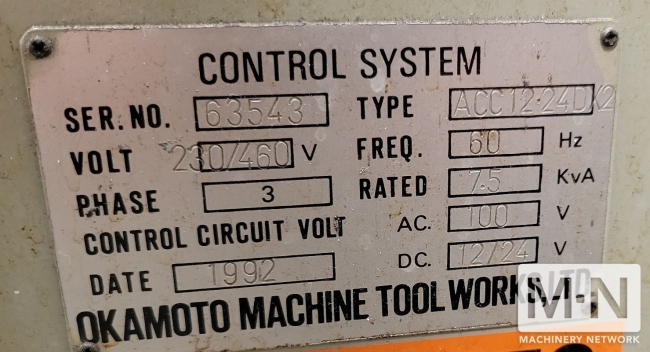 CONTROL SYSTEM
SER. NO. 63543 TYPE ACC12·24DX2
VOLT 230/460 V FREQ. 60 Hz
PHASE 3 RATED 7.5 KvA
CONTROL CIRCUIT VOLT AC. 100 V
DATE 1992 DC. 12/24 V
OKAMOTO MACHINE TOOL WORKS,
M N
MACHINERY NETWORK